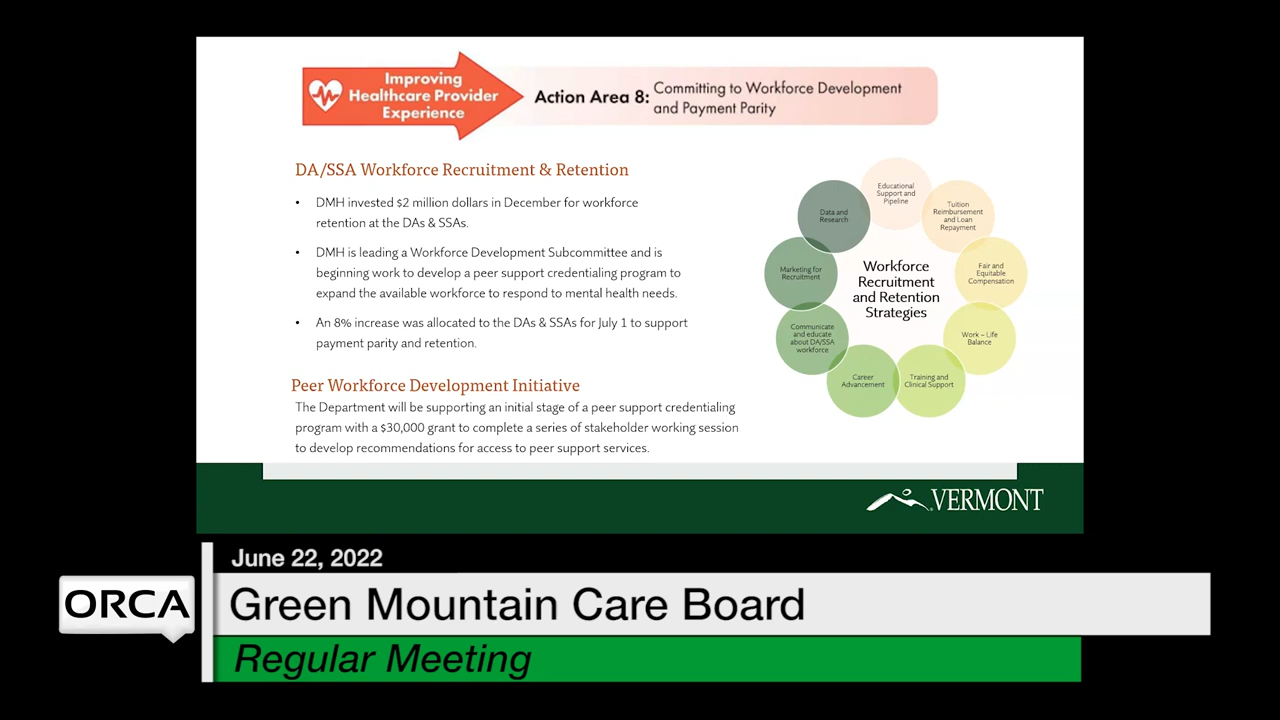 Improving
Healthcare Provider
Experience
Action Area 8:
Committing to Workforce Development
and Payment Parity
DA/SSA Workforce Recruitment & Retention
• DMH invested $2 million dollars in December for workforce
retention at the DAs & SSAs.
• DMH is leading a Workforce Development Subcommittee and is
beginning work to develop a peer support credentialing program to
expand the available workforce to respond to mental health needs.
• An 8% increase was allocated to the DAs & SSAs for July 1 to support
payment parity and retention.
Peer Workforce Development Initiative
The Department will be supporting an initial stage of a peer support credentialing
program with a $30,000 grant to complete a series of stakeholder working session
to develop recommendations for access to peer support services.
Workforce
Recruitment
and Retention
Strategies
Educational
Support and
Pipeline
Tuition
Reimbursement
and Loan
Repayment
Fair and
Equitable
Compensation
Work – Life
Balance
Training and
Clinical Support
Career
Advancement
Communicate
and educate
about DA/SSA
workforce
Marketing for
Recruitment
Data and
Research
VERMONT
June 22, 2022
ORCA
Green Mountain Care Board
Regular Meeting